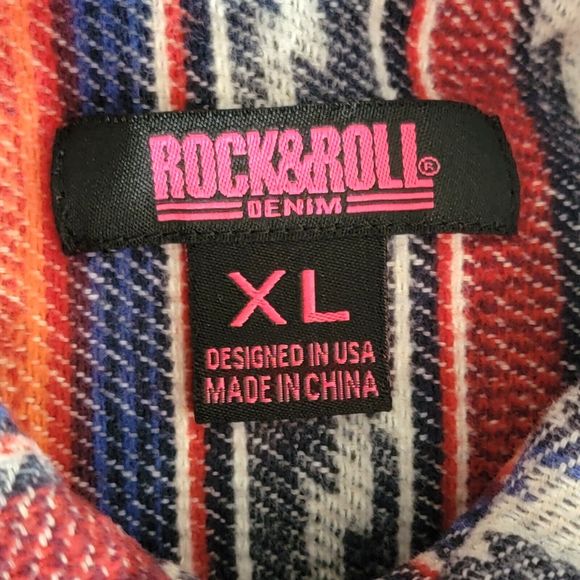 ROCK&ROLL®
DENIM
XL
DESIGNED IN USA
MADE IN CHINA